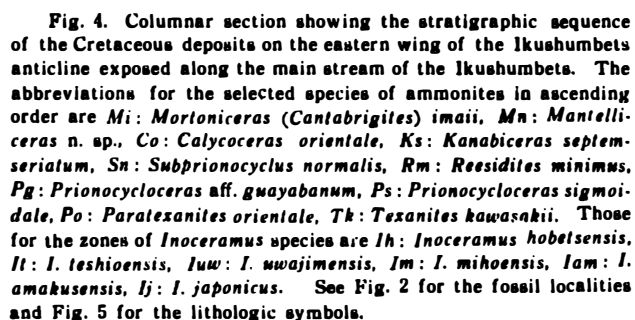 Fig. 4. Columnar section showing the stratigraphic sequence
of the Cretaceous deposits on the eastern wing of the Ikushumbets
anticline exposed along the main stream of the Ikushumbets. The
abbreviations for the selected species of ammonites in ascending
order are Mi : Mortoniceras (Cantabrigites) imaii, Mn : Mantelli-
ceras n. sp., Co : Calycoceras orientale, Ks : Kanabiceras septem-
seriatum, Sn : Subprionocyclus normalis, Rm : Reesidites minimus,
Pg : Prionocycloceras aff. guayabanum, Ps : Prionocycloceras sigmoi-
dale, Po : Paratexanites orientale, Tk : Texanites kawasakii. Those
for the zones of Inoceramus species are Ih : Inoceramus hobetsensis,
It : I. teshioensis, Iuw : I. uwajimensis, Im : I. mihoensis, Iam : I.
amakusensis, Ij : I. japonicus. See Fig. 2 for the fossil localities
and Fig. 5 for the lithologic symbols.